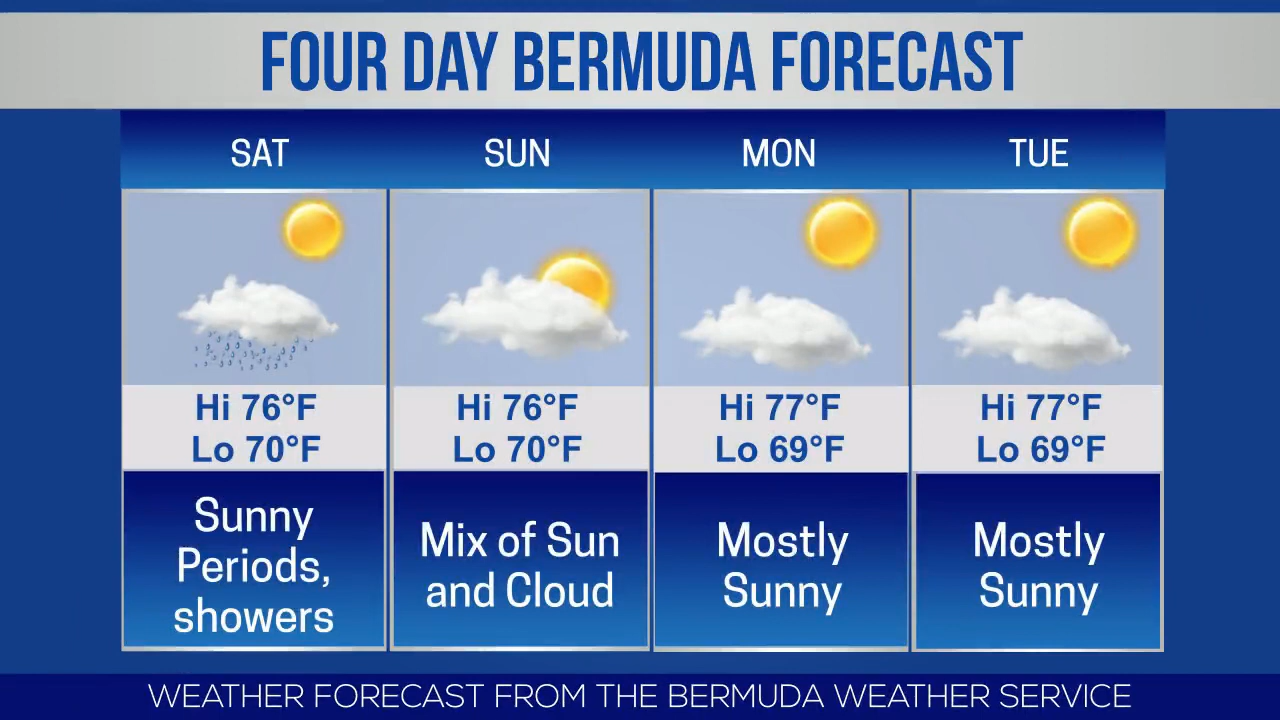 FOUR DAY BERMUDA FORECAST
SAT
Hi 76°F
Lo 70°F
Sunny
Periods,
showers
SUN
Hi 76°F
Lo 70°F
Mix of Sun
and Cloud
MON
Hi 77°F
Lo 69°F
Mostly
Sunny
TUE
Hi 77°F
Lo 69°F
Mostly
Sunny
WEATHER FORECAST FROM THE BERMUDA WEATHER SERVICE